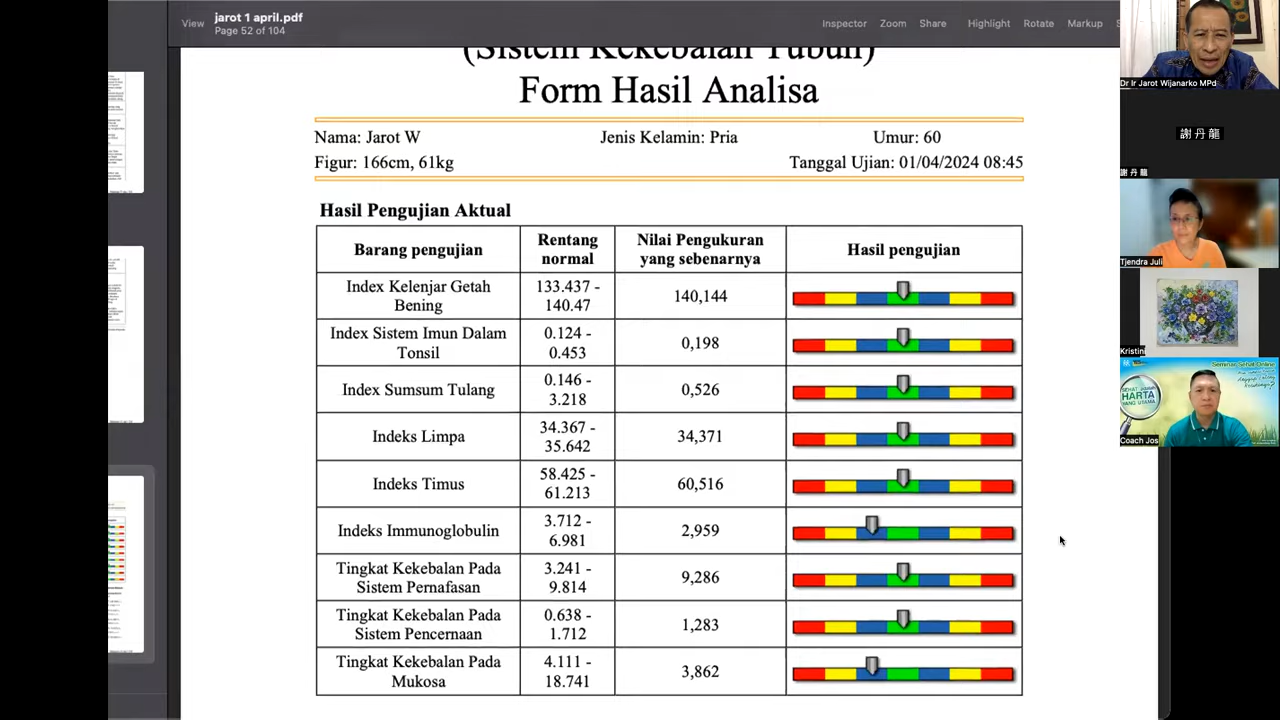 View
jarot 1 april.pdf
Page 52 of 104
Inspector
Zoom
Share
Highlight
Rotate
Markup
(Sistem Kekebalan Tubuh)
Form Hasil Analisa
Nama: Jarot W
Jenis Kelamin: Pria
Umur: 60
Figur: 166cm, 61kg
Tanggal Ujian: 01/04/2024 08:45
Hasil Pengujian Aktual
Barang pengujian
Rentang
normal
Nilai Pengukuran
yang sebenarnya
Hasil pengujian
Index Kelenjar Getah
Bening
133.437 -
140.47
140,144
Index Sistem Imun Dalam
Tonsil
0.124 -
0.453
0,198
Index Sumsum Tulang
0.146 -
3.218
0,526
Indeks Limpa
34.367 -
35.642
34,371
Indeks Timus
58.425 -
61.213
60,516
Indeks Immunoglobulin
3.712 -
6.981
2,959
Tingkat Kekebalan Pada
Sistem Pernafasan
3.241 -
9.814
9,286
Tingkat Kekebalan Pada
Sistem Pencernaan
.638 -
1.712
1,283
Tingkat Kekebalan Pada
Mukosa
4.111 -
18.741
3,862
Dr Ir Jarot Wijanarko MPd
謝 丹 龍
謝 丹 龍
Tjendra Juli
Kristini
Seminar Sehat Online
SEHAT adalah
HARTA
YANG UTAMA
Coach Jos